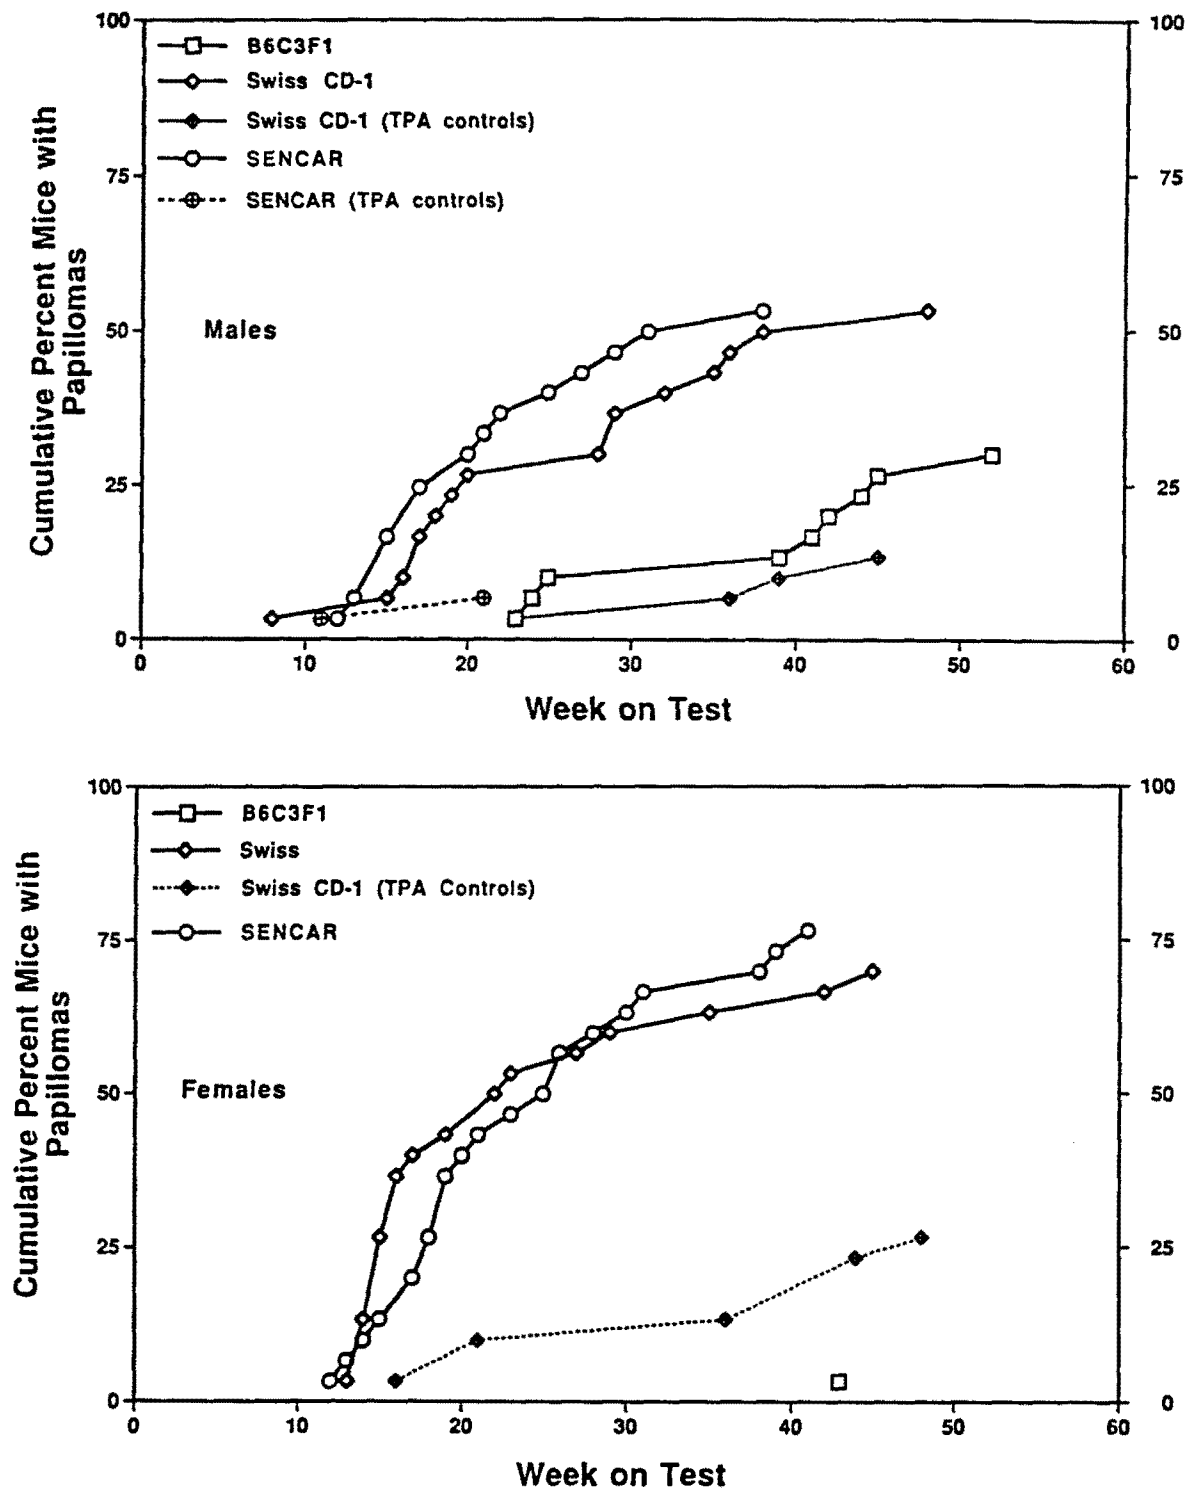 100
100
B6C3F1
Swiss CD-1
Swiss CD-1 (TPA controls)
SENCAR
SENCAR (TPA controls)
75
75
Cumulative Percent Mice with
Papillomas
Males
50
50
25
25
0
0
0 10 20 30 40 50 60
Week on Test
100
100
B6C3F1
Swiss
Swiss CD-1 (TPA Controls)
SENCAR
75
75
Cumulative Percent Mice with
Papillomas
Females
50
50
25
25
0
0
0 10 20 30 40 50 60
Week on Test